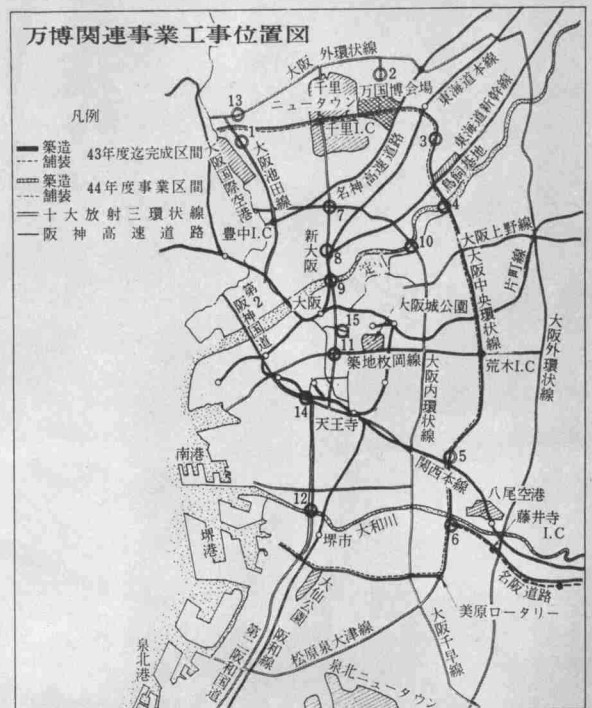 万博関連事業工事位置図
凡例
築造
舗装
43年度迄完成区間
築造
舗装
44年度事業区間
十大放射三環状線
阪神高速道路
大阪外環状線
千里
ニュータウン
2
万国博会場
千里I.C
東海道本線
東海道新幹線
鳥飼基地
13
1
大阪国際空港
大阪池田線
名神高速道路
3
4
豊中I.C
7
新大阪
8
9
淀川
10
大阪上野線
片町線
大阪中央環状線
大阪外環状線
第2阪神国道
大阪
大阪城公園
15
11
築地枚岡線
大阪内環状線
荒木I.C
14
天王寺
関西本線
5
八尾空港
藤井寺
I.C
南港
12
大和川
堺市
6
名阪道路
堺港
大仙公園
美原ロータリー
松原泉大津線
大阪千早線
第二阪和国道
阪和線
泉北港
泉北ニュータウン